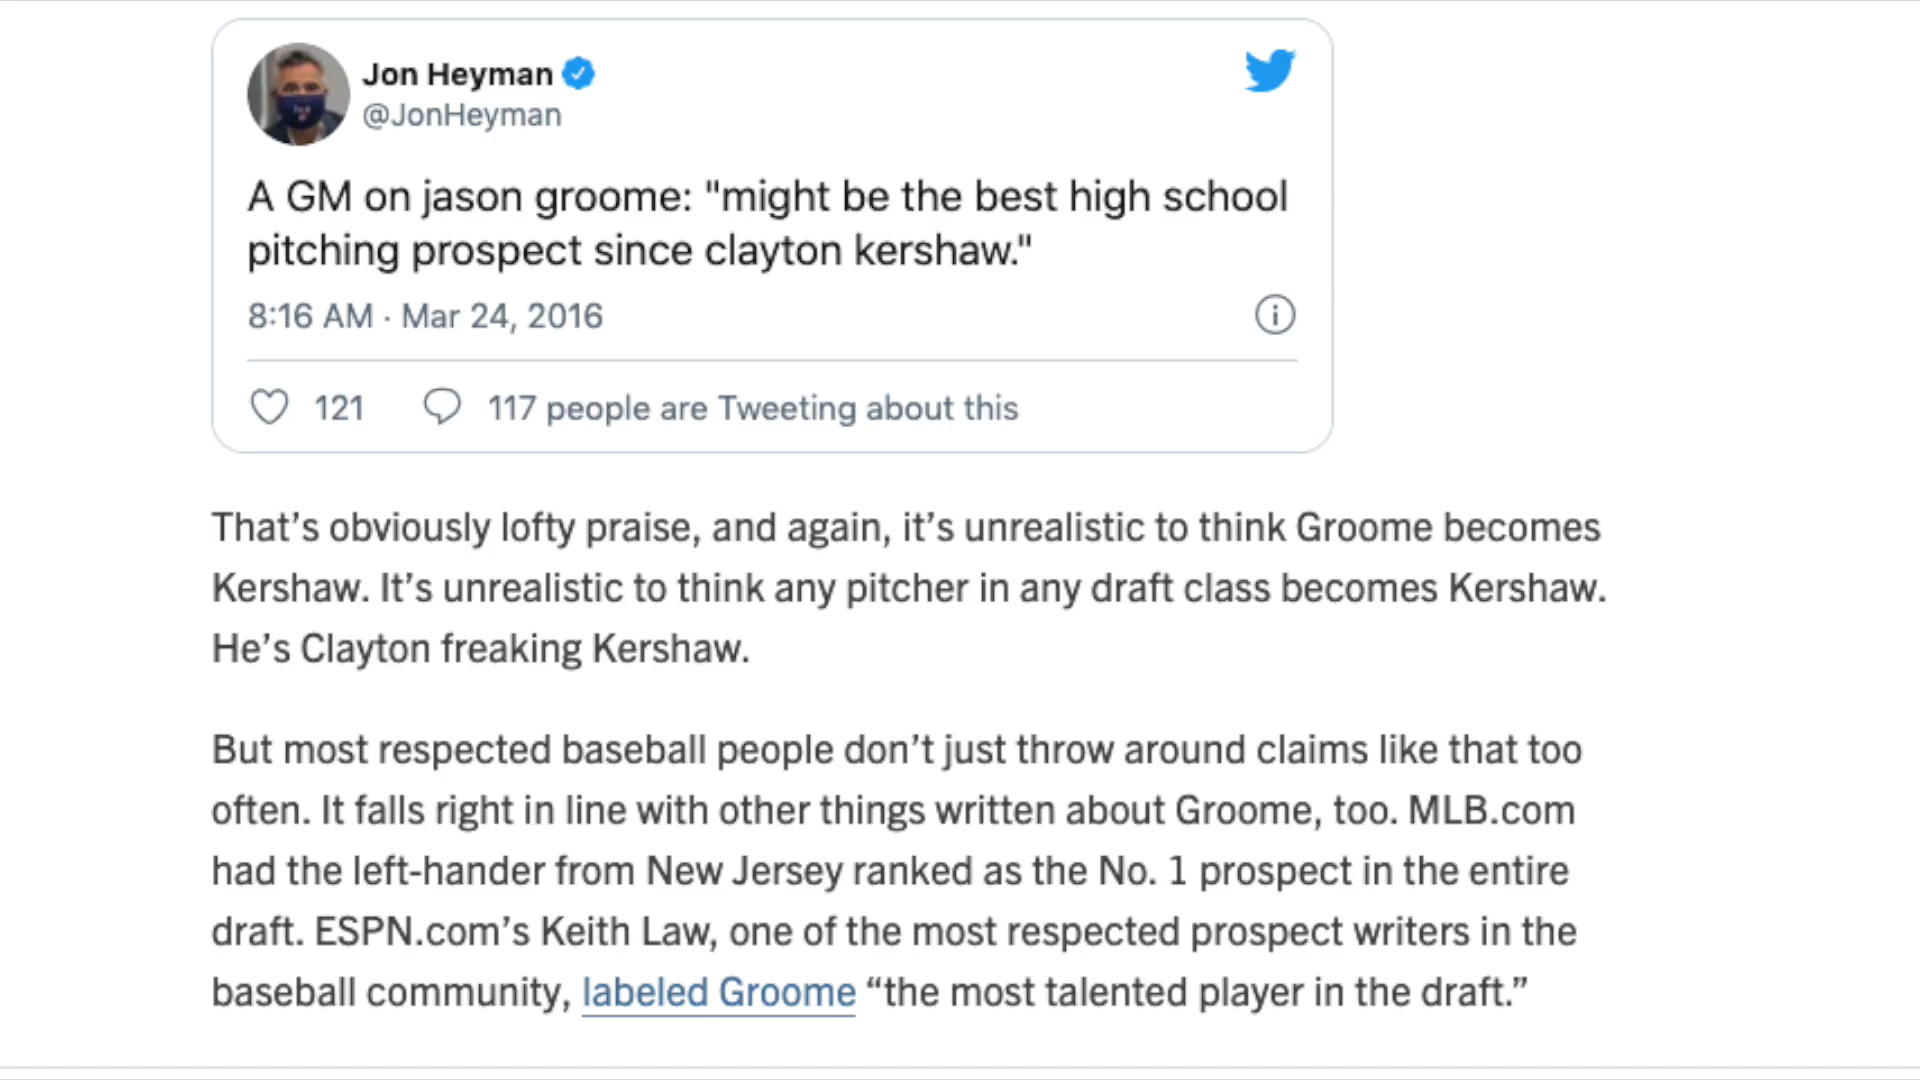 Jon Heyman
@JonHeyman
A GM on jason groome: "might be the best high school
pitching prospect since clayton kershaw."
8:16 AM · Mar 24, 2016
121 117 people are Tweeting about this
That’s obviously lofty praise, and again, it’s unrealistic to think Groome becomes
Kershaw. It’s unrealistic to think any pitcher in any draft class becomes Kershaw.
He’s Clayton freaking Kershaw.
But most respected baseball people don’t just throw around claims like that too
often. It falls right in line with other things written about Groome, too. MLB.com
had the left-hander from New Jersey ranked as the No. 1 prospect in the entire
draft. ESPN.com’s Keith Law, one of the most respected prospect writers in the
baseball community, labeled Groome “the most talented player in the draft.”